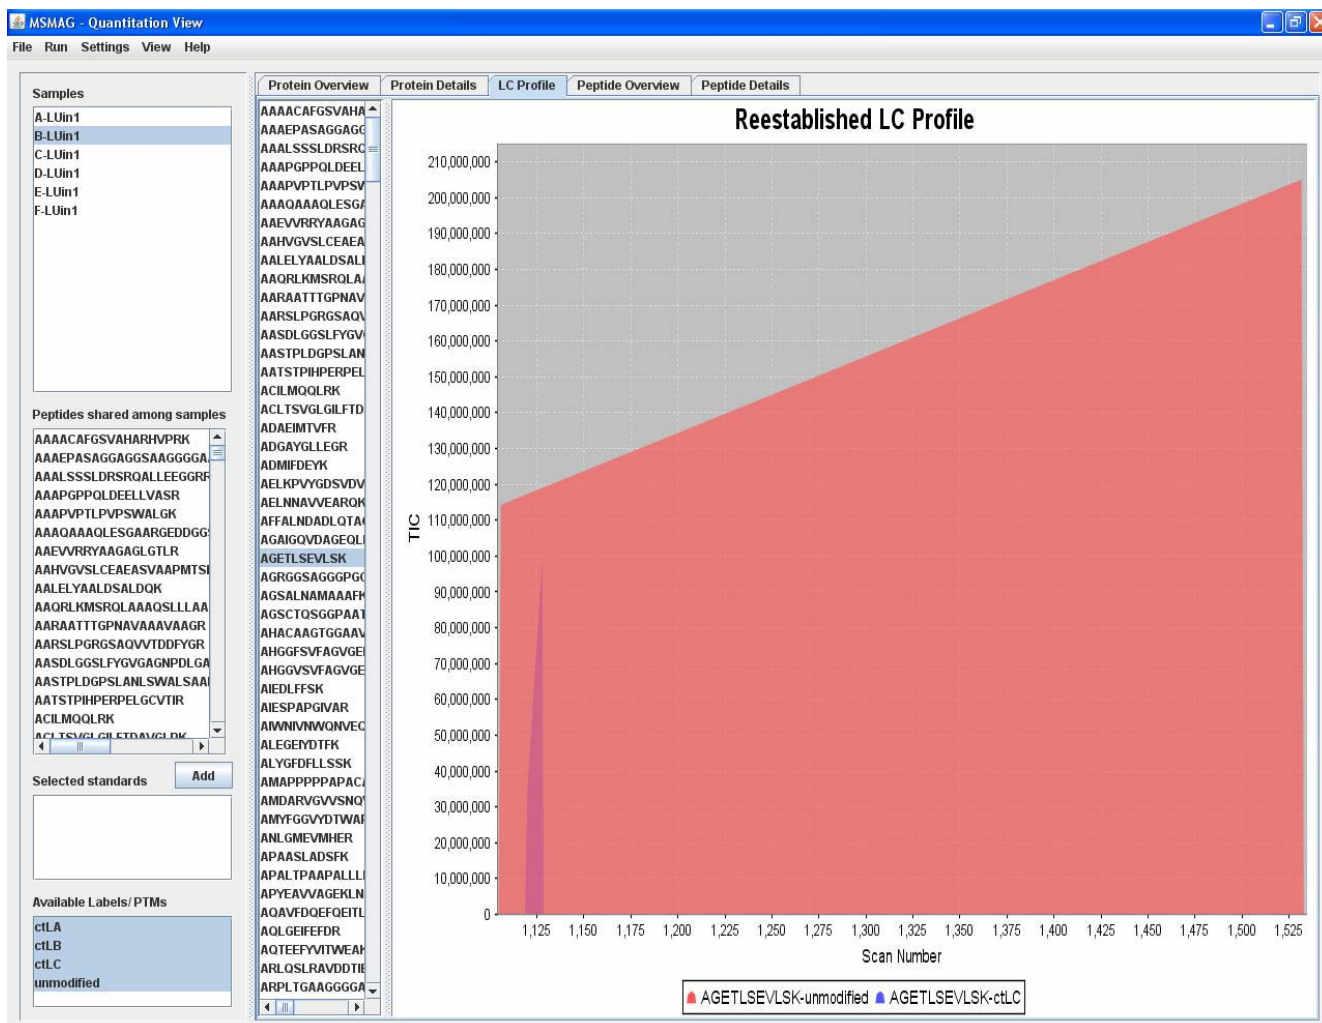 MSMAG - Quantitation View
File Run Settings View Help
Samples
A-LUin1
B-LUin1
C-LUin1
D-LUin1
E-LUin1
F-LUin1
Peptides shared among samples
AAAACAFGSVAHARHVPRK
AAAEPASAGGAGGSAAGGGGA
AAALSSSLDRSRQALLEEGGRR
AAAPGPPQLDEELLVASR
AAAPVPTLPVPSWALGK
AAAQAAAQLESGAARGEDDGG
AAEVVRRYAAGAGLGTLR
AAHVGVSLCEAEASVAAPMTS
AALELYAALDSALDQK
AAQRLKMSRQLAAAQSLLLAA
AARAATTTGPNAVAAAVAAGR
AARSLPGRGSAQVVTDDFYGR
AASDLGGSLFYGVGAGNPDLGA
AASTPLDGPSLANLSWALSAA
AATSTPIHPERPELGCVTIR
ACILMQQLRK
ACLTSVGLGILFTDAVGLRK
Selected standards
Add
Available Labels/ PTMs
ctLA
ctLB
ctLC
unmodified
Protein Overview Protein Details LC Profile Peptide Overview Peptide Details
AAAACAFGSVAHA
AAAEPASAGGAGG
AAALSSSLDRSRQ
AAAPGPPQLDEEL
AAAPVPTLPVPSV
AAAQAAAQLESGA
AAEVVRRYAAGAG
AAHVGVSLCEAEA
AALELYAALDSAL
AAQRLKMSRQLA
AARAATTTGPNAV
AARSLPGRGSAQV
AASDLGGSLFYGV
AASTPLDGPSLAN
AATSTPIHPERPEL
ACILMQQLRK
ACLTSVGLGILFTD
ADAEIMTVFR
ADGAYGLLEGR
ADMIFDEYK
AELKPVYGDSVDV
AELNNAVVEARQK
AFFALNDADLQTA
AGAIGQVDAGEQL
AGETLSEVLSK
AGRGGSAGGGPGG
AGSALNAMAAAFK
AGSCTQSGGPAAT
AHACAAGTGGAAV
AHGGFSVFAGVGE
AHGGVSVFAGVGE
AIEDLFFSK
AIESPAPGIVAR
AIWNIVNWQNVEQ
ALEGEIYDTFK
ALYGFDFLLSSK
AMAPPPPPAPAC
AMDARVGVVSNQ
AMYFGGVYDTWAR
ANLGMEVMHER
APAASLADSFK
APALTPAAPALLL
APYEAVVAGEKLN
AQAVFDQEFQEITL
AQLGEIFEFDR
AQTEEFYVITWEA
ARLQSLRAVDDTIE
ARPLTGAAGGGGA
Reestablished LC Profile
TIC
210,000,000
200,000,000
190,000,000
180,000,000
170,000,000
160,000,000
150,000,000
140,000,000
130,000,000
120,000,000
110,000,000
100,000,000
90,000,000
80,000,000
70,000,000
60,000,000
50,000,000
40,000,000
30,000,000
20,000,000
10,000,000
0
1,125 1,150 1,175 1,200 1,225 1,250 1,275 1,300 1,325 1,350 1,375 1,400 1,425 1,450 1,475 1,500 1,525
Scan Number
AGETLSEVLSK-unmodified AGETLSEVLSK-ctLC